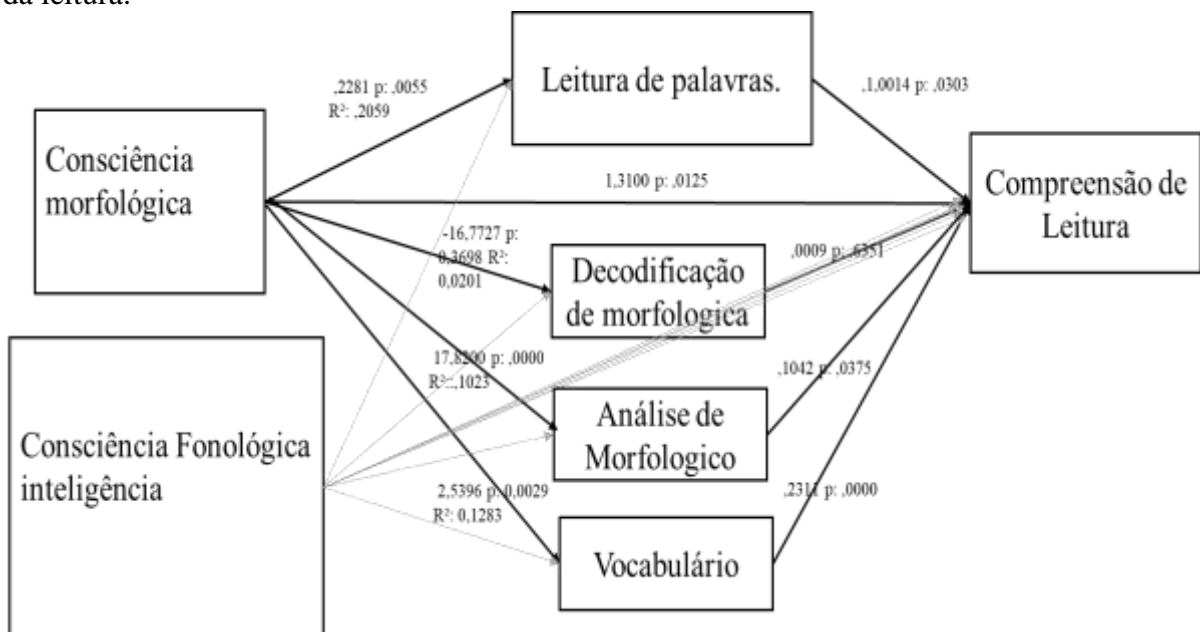 da leitura.
,2281 p: ,0055
R²: ,2059
Leitura de palavras.
,1,0014 p: ,0303
Consciência
morfológica
1,3100 p: ,0125
Compreensão de
Leitura
-16,7727 p:
0,3698 R²:
0,0201
Decodificação
de morfologica
,0009 p: ,6351
17,8200 p: ,0000
R²: ,1023
Análise de
Morfologico
,1042 p: ,0375
Consciência Fonológica
inteligência
2,5396 p: 0,0029
R²: 0,1283
Vocabulário
,2311 p: ,0000